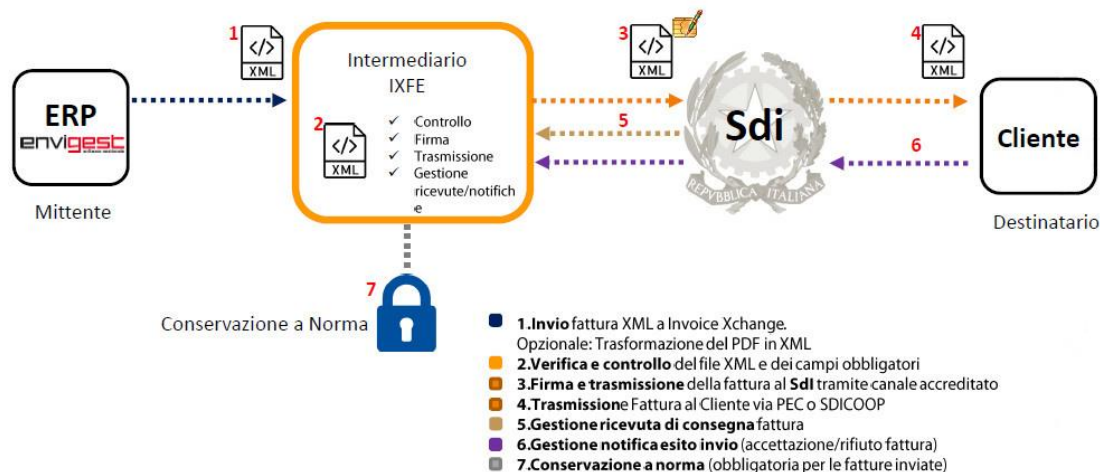 1
</>
XML
3
</>
XML
4
</>
XML
Intermediario
IXFE
ERP
envigest
2
</>
XML
✓ Controllo
✓ Firma
✓ Trasmissione
✓ Gestione
ricevute/notifich
e
5
Sdi
6
Cliente
REPVBBLICA ITALIANA
Mittente
Destinatario
7
Conservazione a Norma
1.Invio fattura XML a Invoice Xchange.
Opzionale: Trasformazione del PDF in XML
2.Verifica e controllo del file XML e dei campi obbligatori
3.Firma e trasmissione della fattura al SdI tramite canale accreditato
4.Trasmissione Fattura al Cliente via PEC o SDICOOP
5.Gestione ricevuta di consegna fattura
6.Gestione notifica esito invio (accettazione/rifiuto fattura)
7.Conservazione a norma (obbligatoria per le fatture inviate)